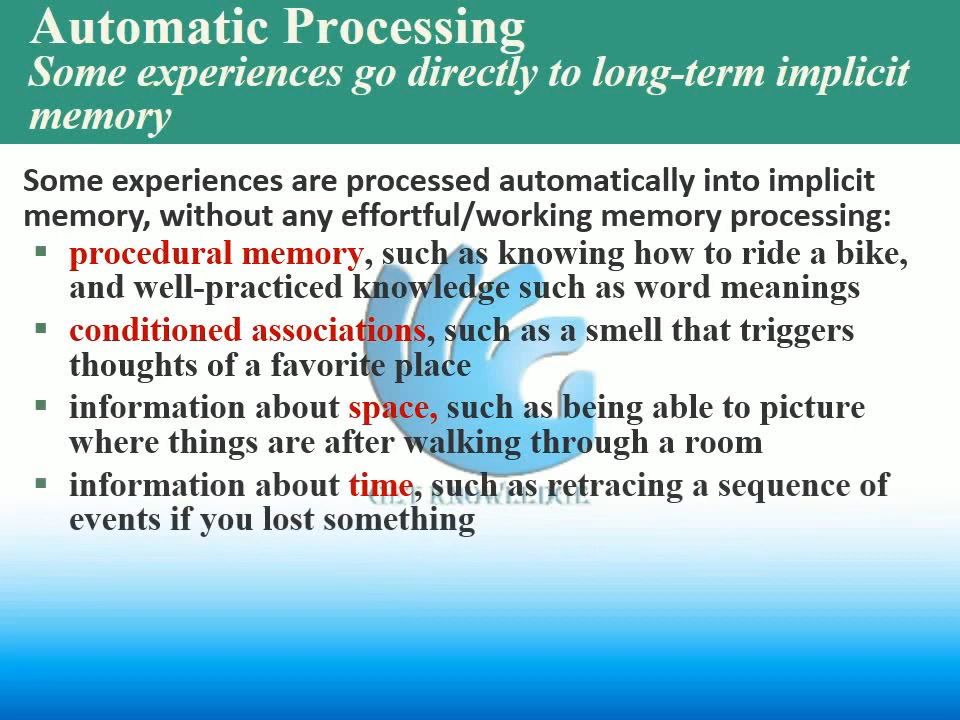 Automatic Processing
Some experiences go directly to long-term implicit
memory
Some experiences are processed automatically into implicit
memory, without any effortful/working memory processing:
procedural memory, such as knowing how to ride a bike,
and well-practiced knowledge such as word meanings
conditioned associations, such as a smell that triggers
thoughts of a favorite place
information about space, such as being able to picture
where things are after walking through a room
information about time, such as retracing a sequence of
events if you lost something